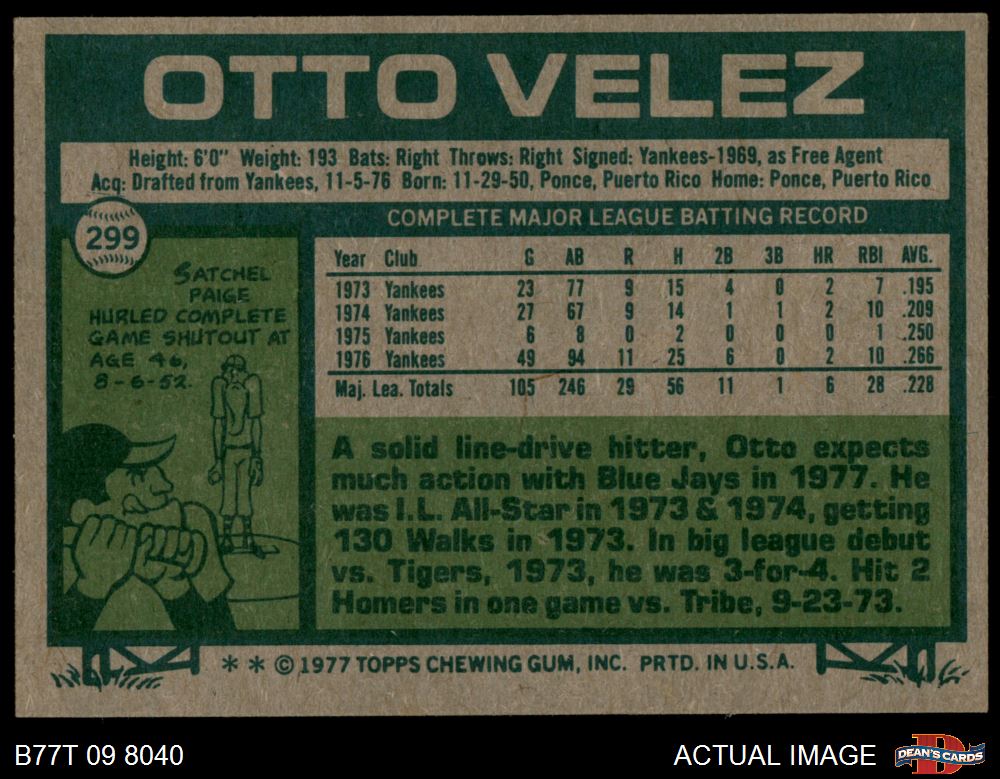 OTTO VELEZ
Height: 6'0" Weight: 193 Bats: Right Throws: Right Signed: Yankees-1969, as Free Agent
Acq: Drafted from Yankees, 11-5-76 Born: 11-29-50, Ponce, Puerto Rico Home: Ponce, Puerto Rico
299
COMPLETE MAJOR LEAGUE BATTING RECORD
Year Club G AB R H 2B 3B HR RBI AVG.
1973 Yankees 23 77 9 15 4 0 2 7 .195
1974 Yankees 27 67 9 14 1 1 2 10 .209
1975 Yankees 6 8 0 2 0 0 0 1 .250
1976 Yankees 49 94 11 25 6 0 2 10 .266
Maj. Lea. Totals 105 246 29 56 11 1 6 28 .228
SATCHEL
PAIGE
HURLED COMPLETE
GAME SHUTOUT AT
AGE 46,
8-6-52.
A solid line-drive hitter, Otto expects
much action with Blue Jays in 1977. He
was I.L. All-Star in 1973 & 1974, getting
130 Walks in 1973. In big league debut
vs. Tigers, 1973, he was 3-for-4. Hit 2
Homers in one game vs. Tribe, 9-23-73.
* * © 1977 TOPPS CHEWING GUM, INC. PRTD. IN U.S.A.
B77T 09 8040
ACTUAL IMAGE
D
DEAN'S CARDS